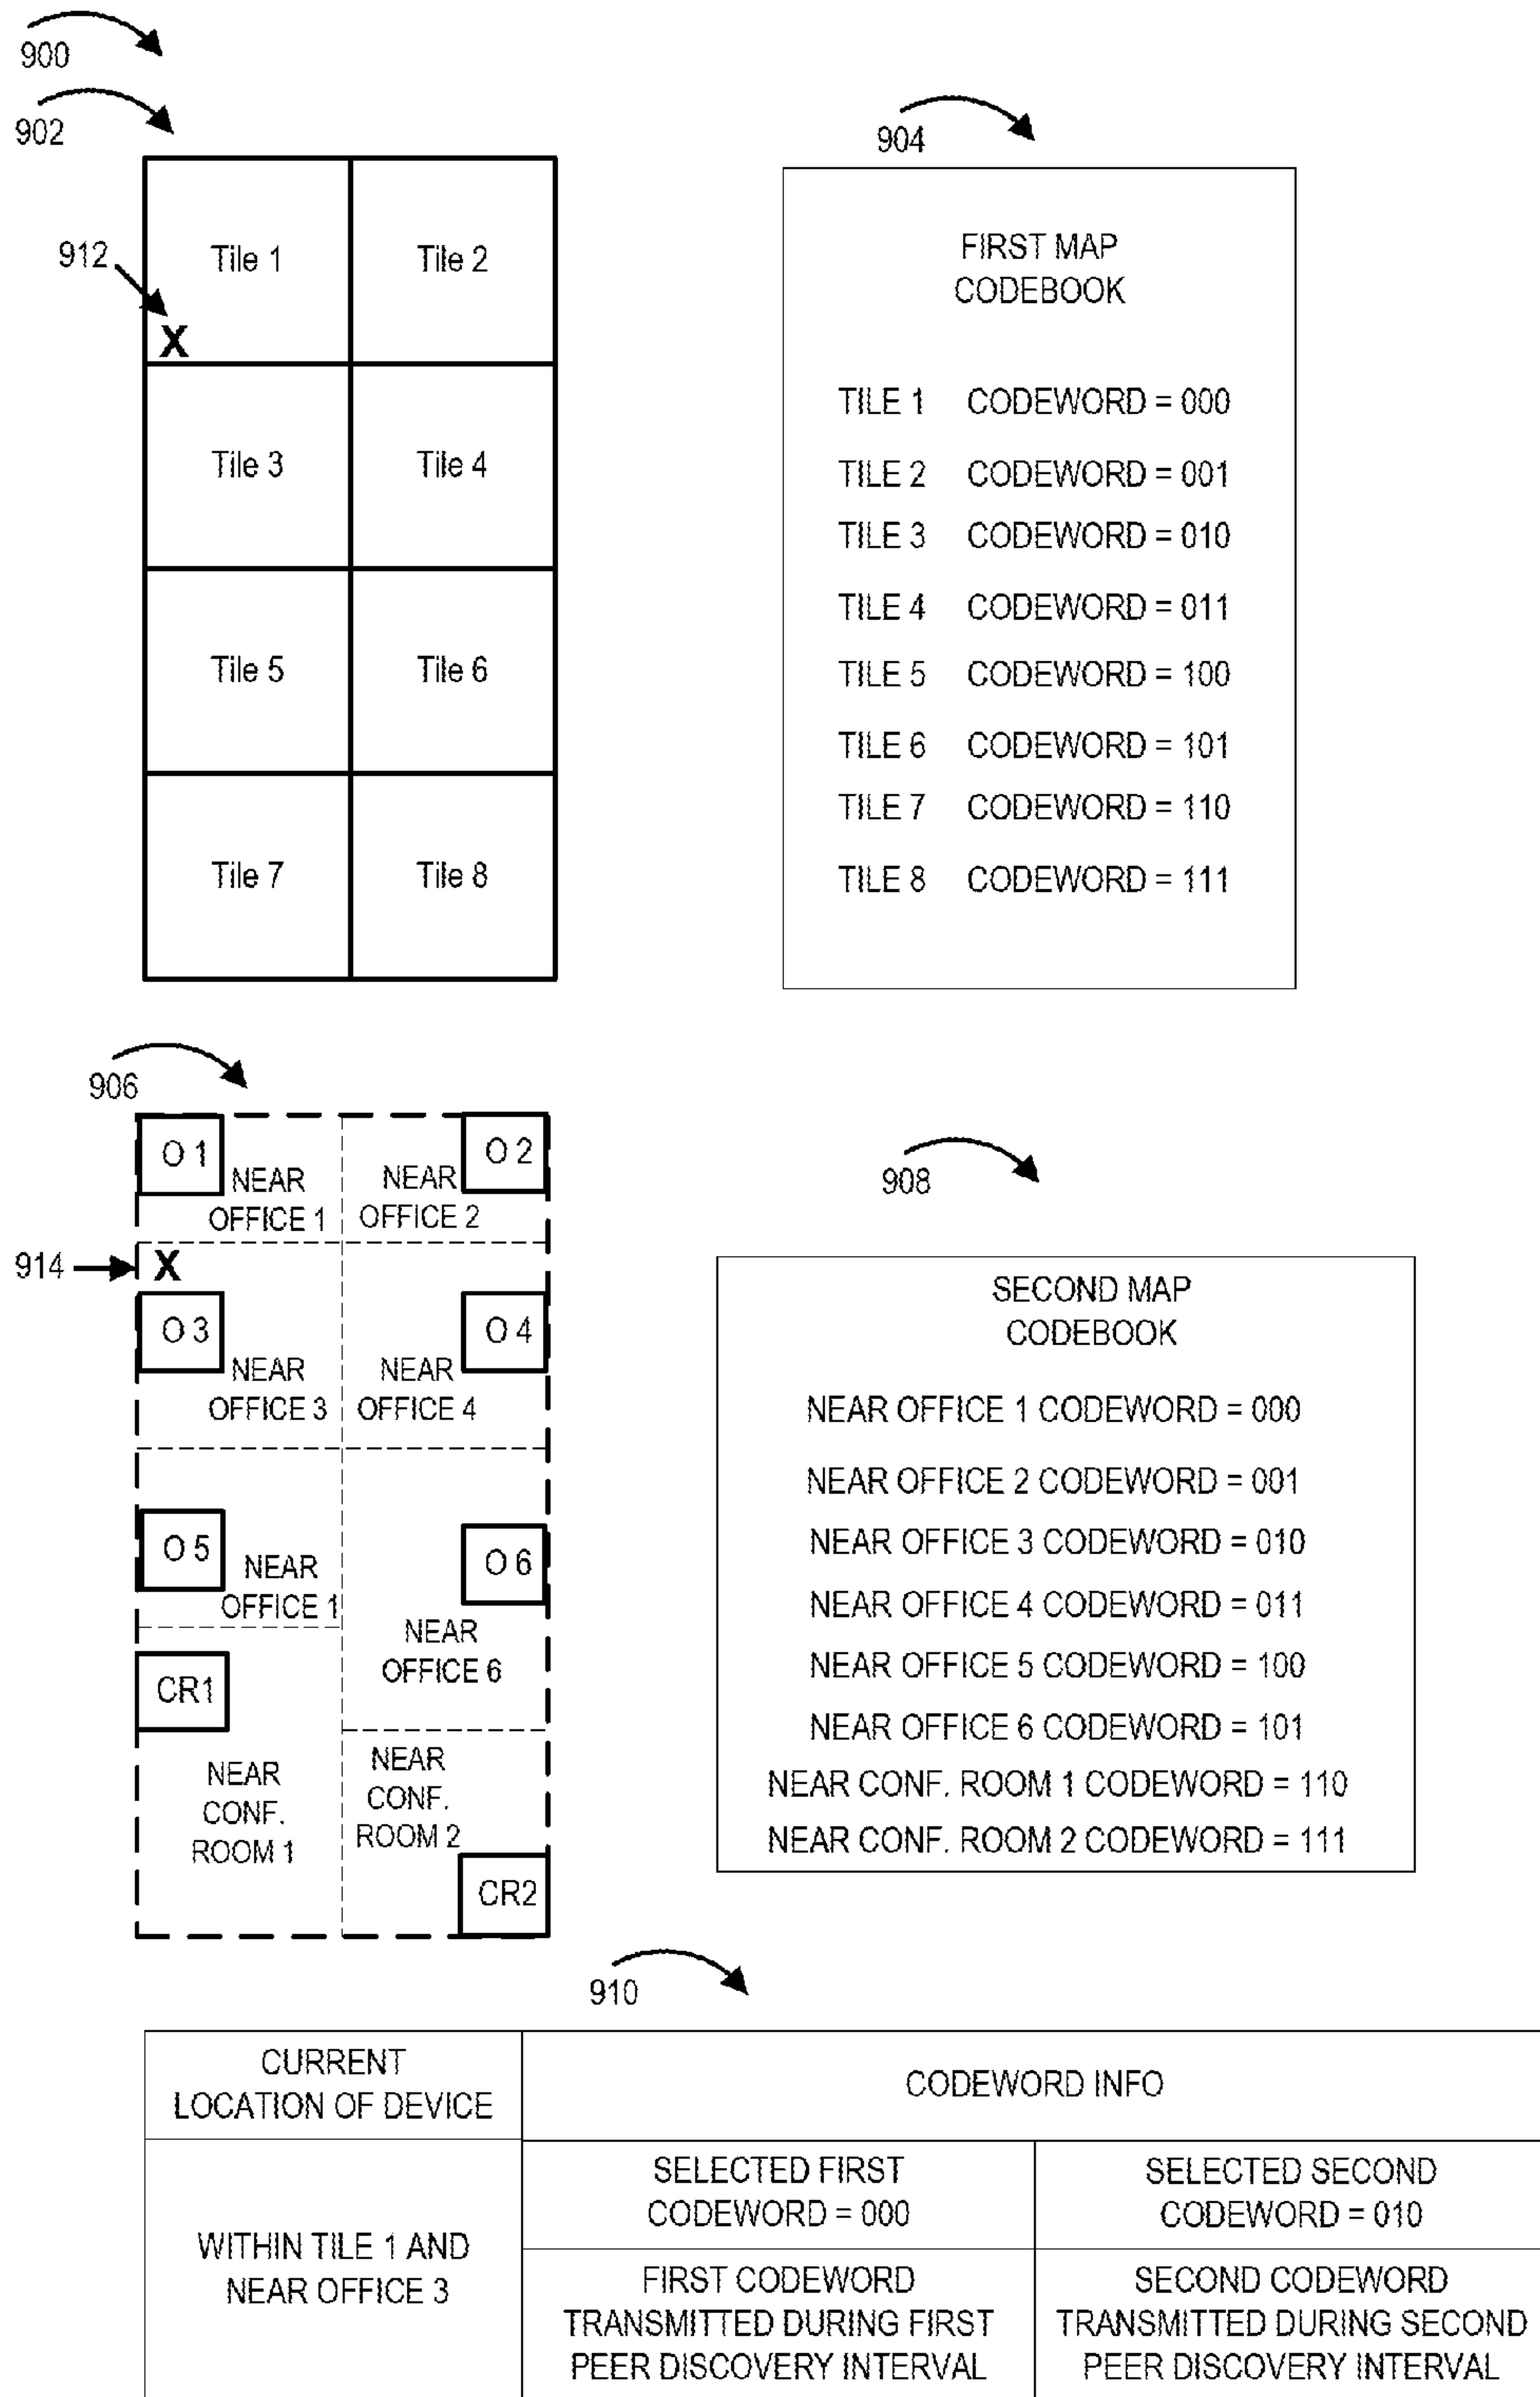 900
902
904
Tile 1
Tile 2
912
X
Tile 3
Tile 4
Tile 5
Tile 6
Tile 7
Tile 8
FIRST MAP
CODEBOOK
TILE 1 CODEWORD = 000
TILE 2 CODEWORD = 001
TILE 3 CODEWORD = 010
TILE 4 CODEWORD = 011
TILE 5 CODEWORD = 100
TILE 6 CODEWORD = 101
TILE 7 CODEWORD = 110
TILE 8 CODEWORD = 111
906
O 1
NEAR
OFFICE 1
O 2
NEAR
OFFICE 2
914
X
O 3
NEAR
OFFICE 3
O 4
NEAR
OFFICE 4
O 5
NEAR
OFFICE 1
O 6
NEAR
OFFICE 6
CR1
NEAR
CONF.
ROOM 1
NEAR
CONF.
ROOM 2
CR2
908
SECOND MAP
CODEBOOK
NEAR OFFICE 1 CODEWORD = 000
NEAR OFFICE 2 CODEWORD = 001
NEAR OFFICE 3 CODEWORD = 010
NEAR OFFICE 4 CODEWORD = 011
NEAR OFFICE 5 CODEWORD = 100
NEAR OFFICE 6 CODEWORD = 101
NEAR CONF. ROOM 1 CODEWORD = 110
NEAR CONF. ROOM 2 CODEWORD = 111
910
CURRENT
LOCATION OF DEVICE
CODEWORD INFO
WITHIN TILE 1 AND
NEAR OFFICE 3
SELECTED FIRST
CODEWORD = 000
SELECTED SECOND
CODEWORD = 010
FIRST CODEWORD
TRANSMITTED DURING FIRST
PEER DISCOVERY INTERVAL
SECOND CODEWORD
TRANSMITTED DURING SECOND
PEER DISCOVERY INTERVAL